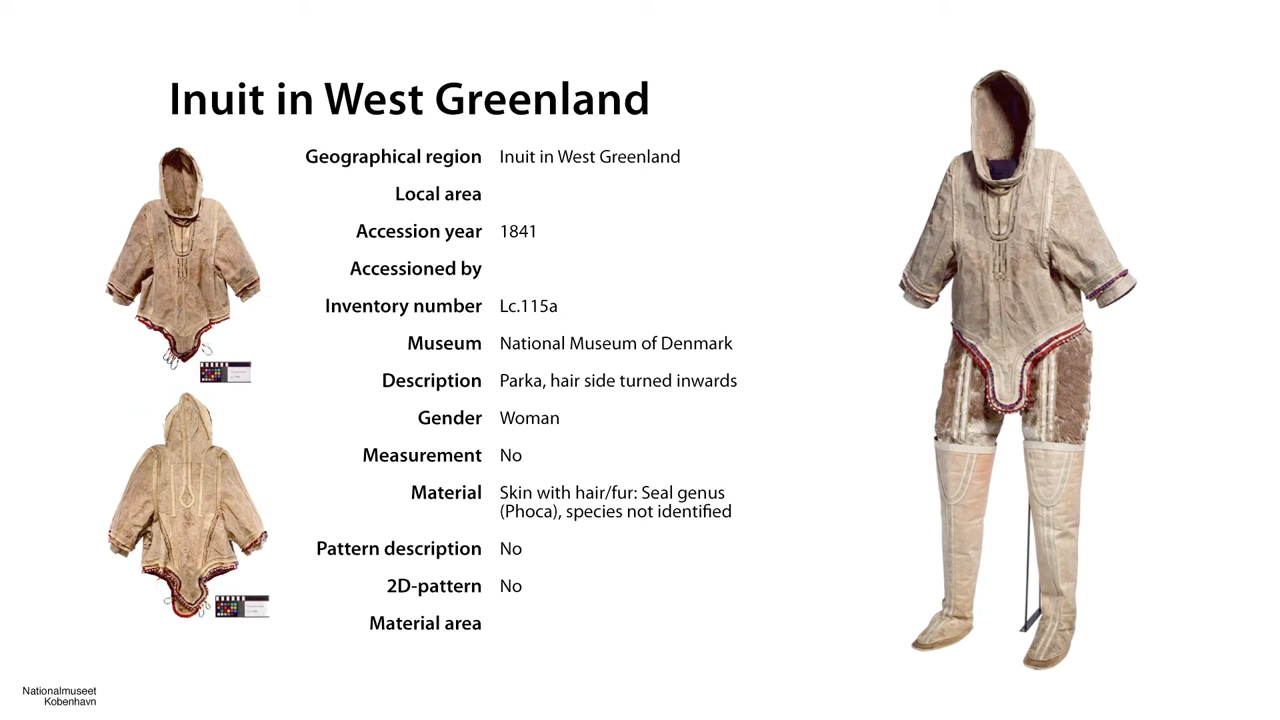 Inuit in West Greenland
Geographical region Inuit in West Greenland
Local area
Accession year 1841
Accessioned by
Inventory number Lc.115a
Museum National Museum of Denmark
Description Parka, hair side turned inwards
Gender Woman
Measurement No
Material Skin with hair/fur: Seal genus
(Phoca), species not identified
Pattern description No
2D-pattern No
Material area
Nationalmuseet
Kobenhavn